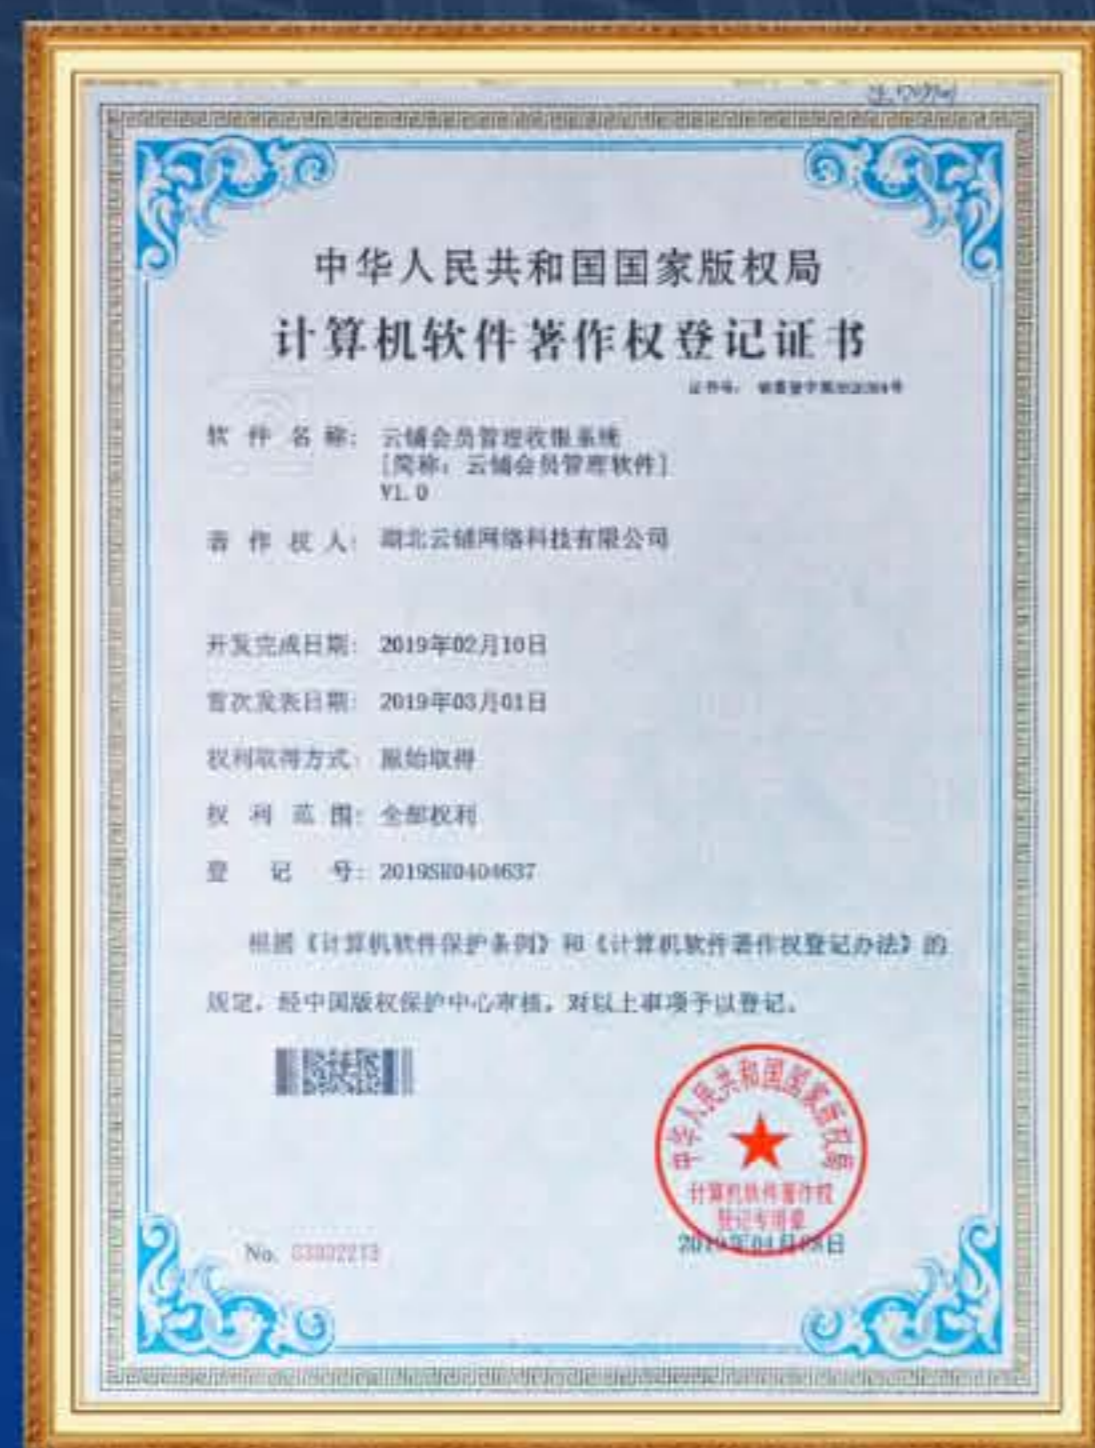 中华人民共和国国家版权局
计算机软件著作权登记证书
证书号：
软件名称： 云铺会员管理收银系统
[简称：云铺会员管理软件]
V1.0
著作权人： 湖北云铺网络科技有限公司
开发完成日期： 2019年02月10日
首次发表日期： 2019年03月01日
权利取得方式： 原始取得
权利范围： 全部权利
登记号： 2019SR0404637
根据《计算机软件保护条例》和《计算机软件著作权登记办法》的
规定，经中国版权保护中心审核，对以上事项予以登记。
中华人民共和国国家版权局
计算机软件著作权
登记专用章
No.